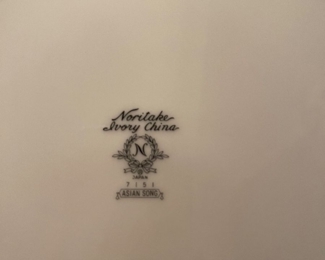 Noritake
Ivory China
N
JAPAN
7151
ASIAN SONG